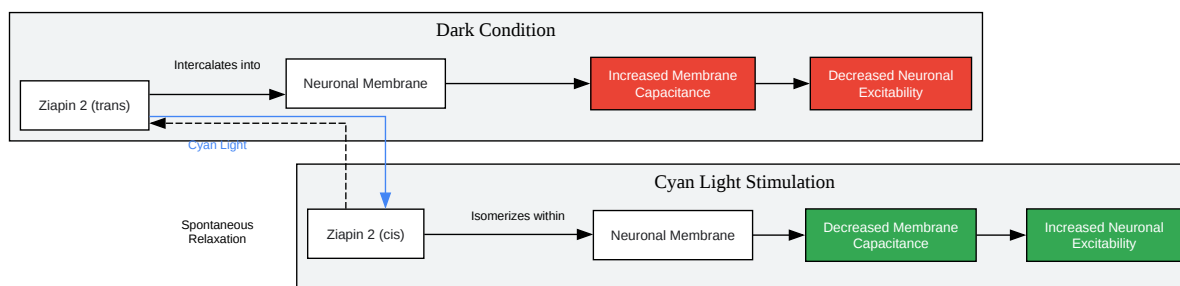 Dark Condition
Intercalates into
Ziapin 2 (trans)
Neuronal Membrane
Increased Membrane
Capacitance
Decreased Neuronal
Excitability
Cyan Light
Cyan Light Stimulation
Spontaneous
Relaxation
Ziapin 2 (cis)
Isomerizes within
Neuronal Membrane
Decreased Membrane
Capacitance
Increased Neuronal
Excitability